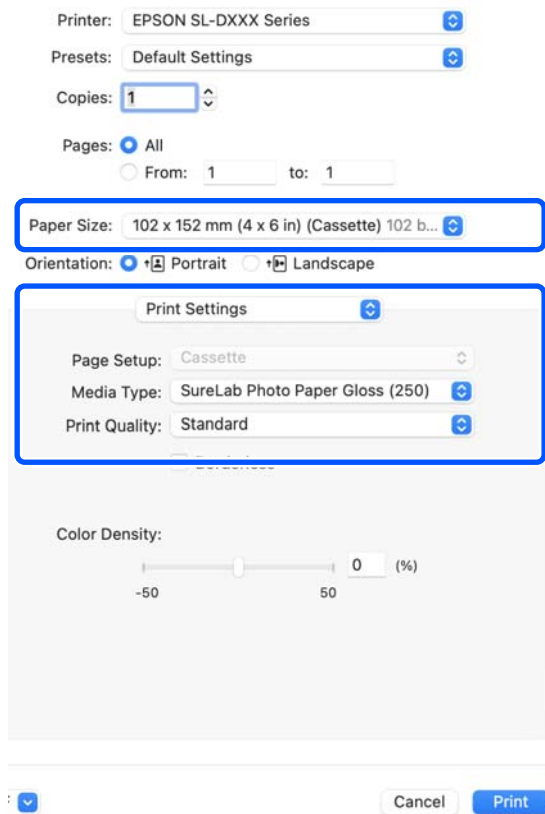 Printer: EPSON SL-DXXX Series
Presets: Default Settings
Copies: 1
Pages: All
From: 1 to: 1
Paper Size: 102 x 152 mm (4 x 6 in) (Cassette) 102 b...
Orientation: Portrait Landscape
Print Settings
Page Setup: Cassette
Media Type: SureLab Photo Paper Gloss (250)
Print Quality: Standard
Color Density:
0 (%)
-50 50
Cancel Print